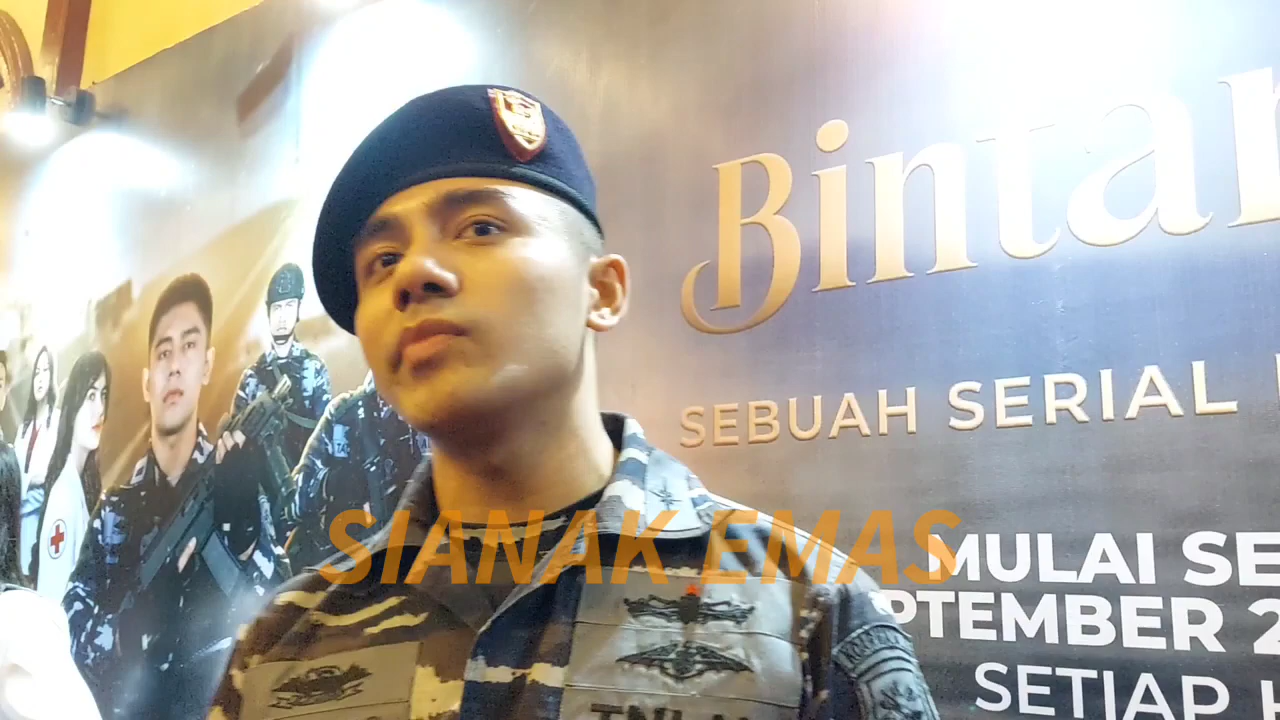 Bintan
SEBUAH SERIAL
SIANAK EMAS
MULAI SE
PTEMBER 2
SETIAP H